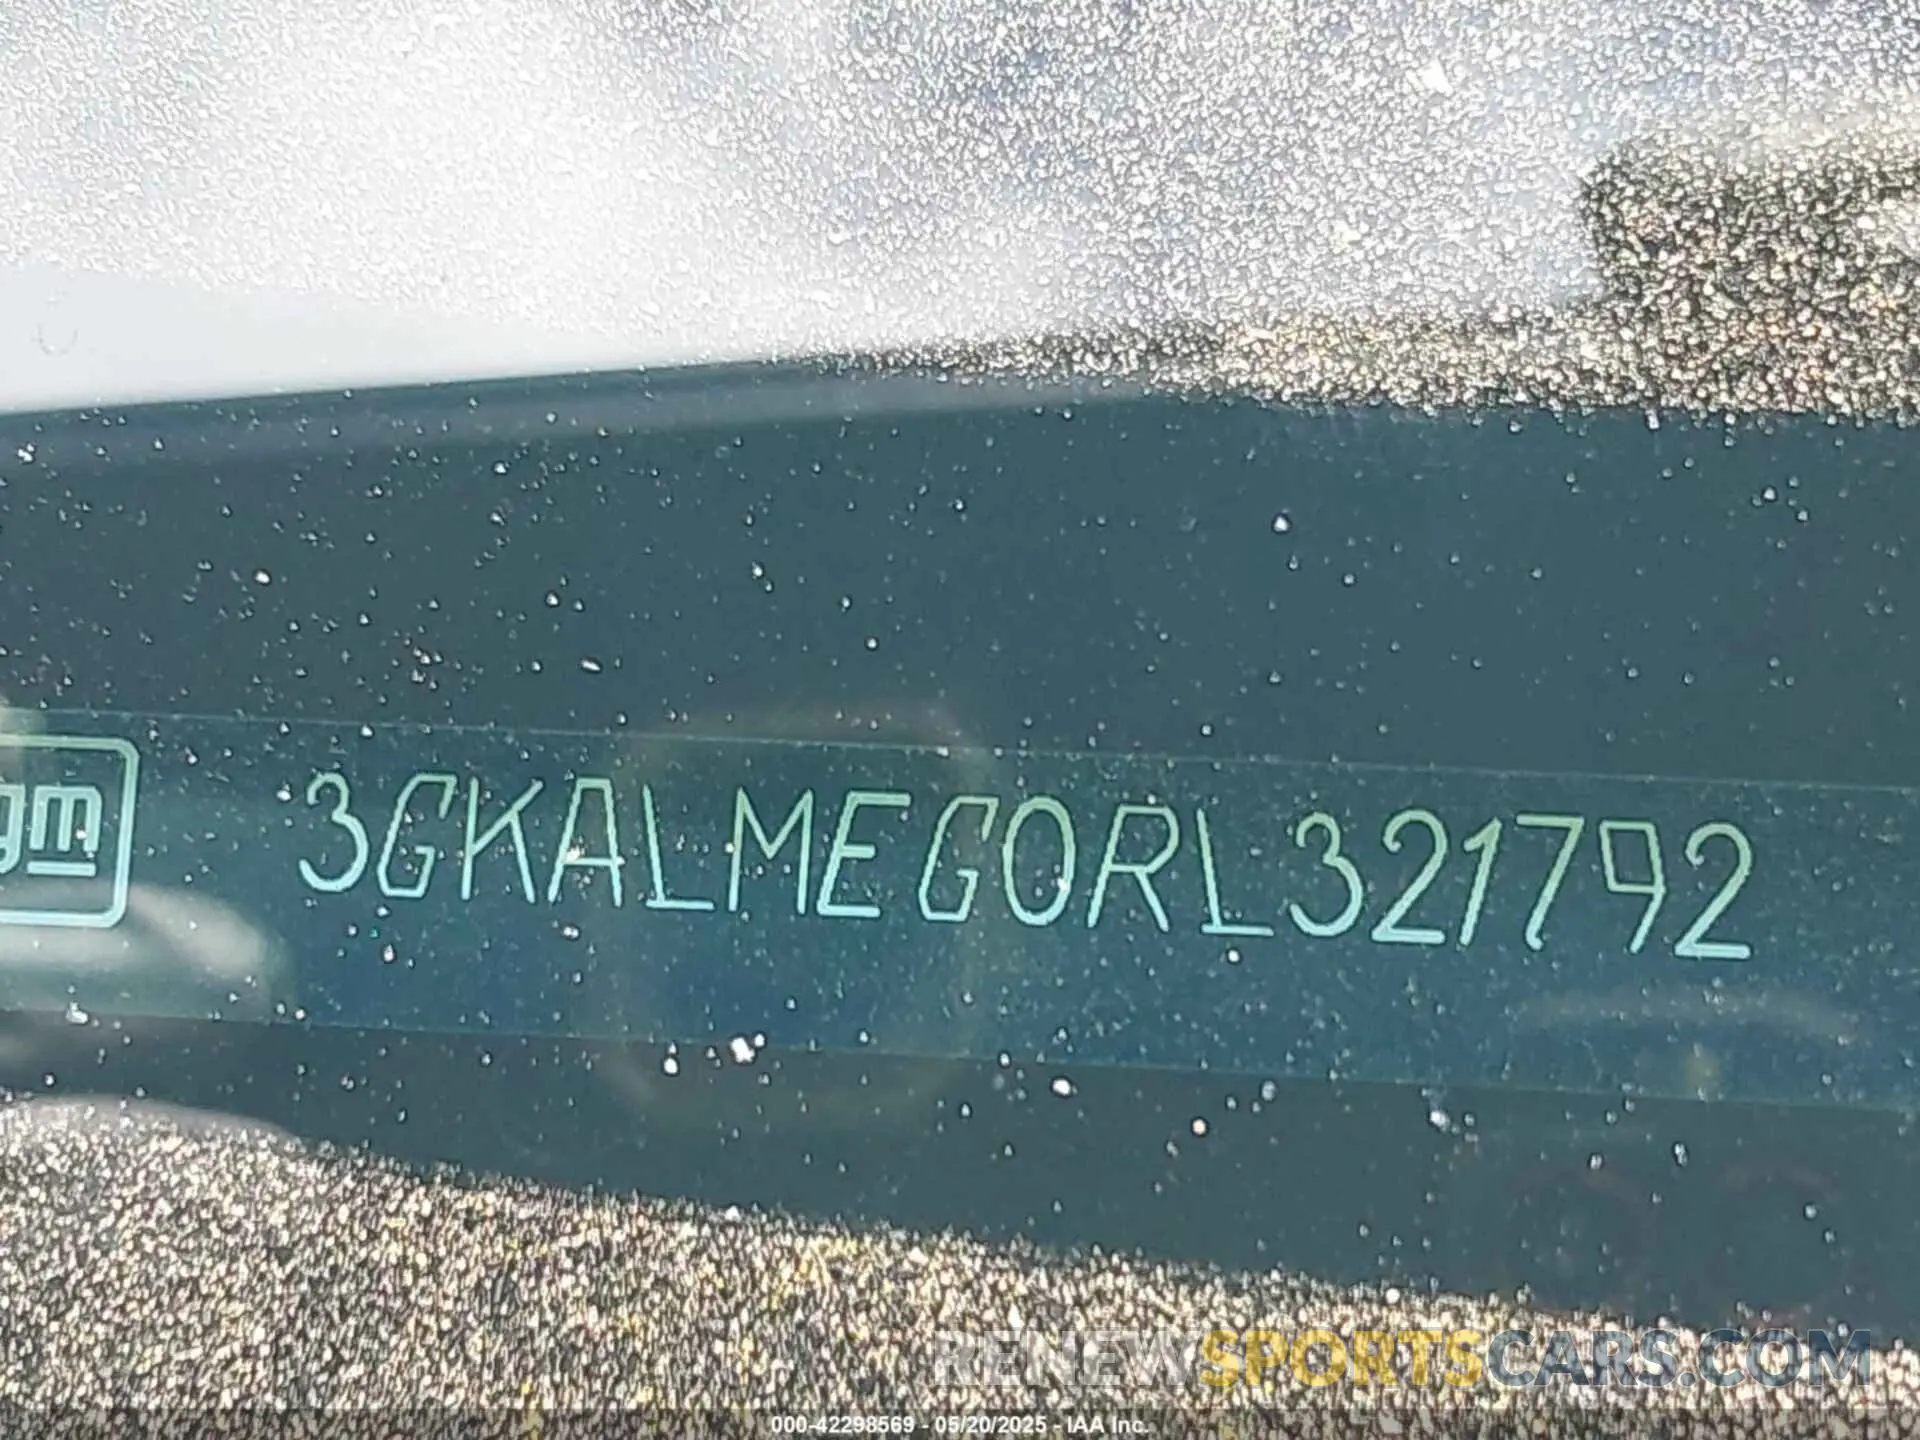 gm 3GKALMEG0RL321792
RENEWSPORTSCARS.COM
000-42298569 - 05/20/2025 - IAA Inc.